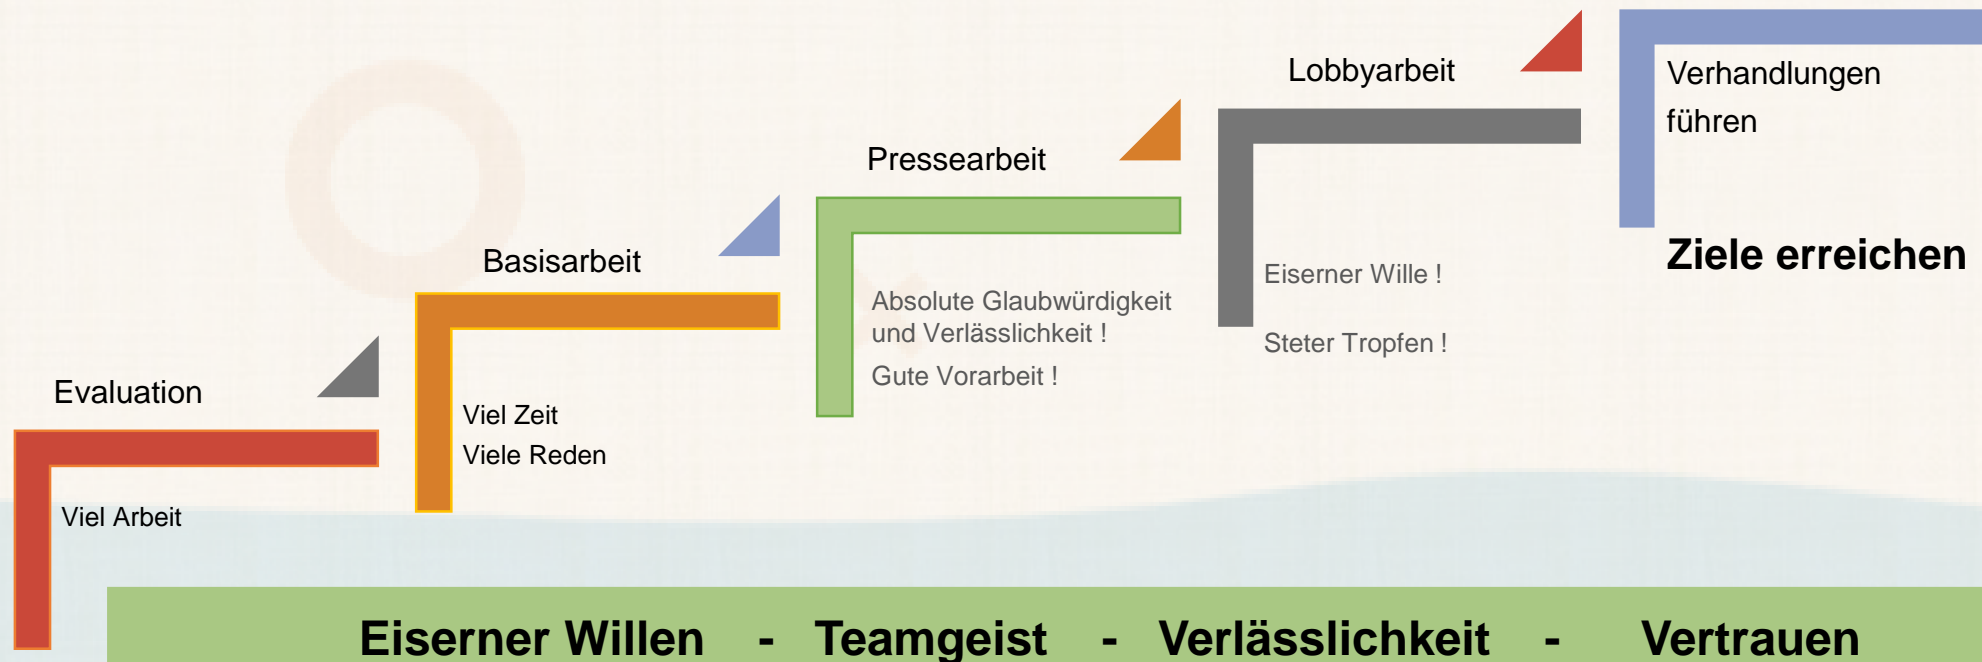 Evaluation
Viel Arbeit
Basisarbeit
Viel Zeit
Viele Reden
Pressearbeit
Absolute Glaubwürdigkeit
und Verlässlichkeit !
Gute Vorarbeit !
Lobbyarbeit
Eiserner Wille !
Steter Tropfen !
Verhandlungen
führen
Ziele erreichen
Eiserner Willen - Teamgeist - Verlässlichkeit - Vertrauen